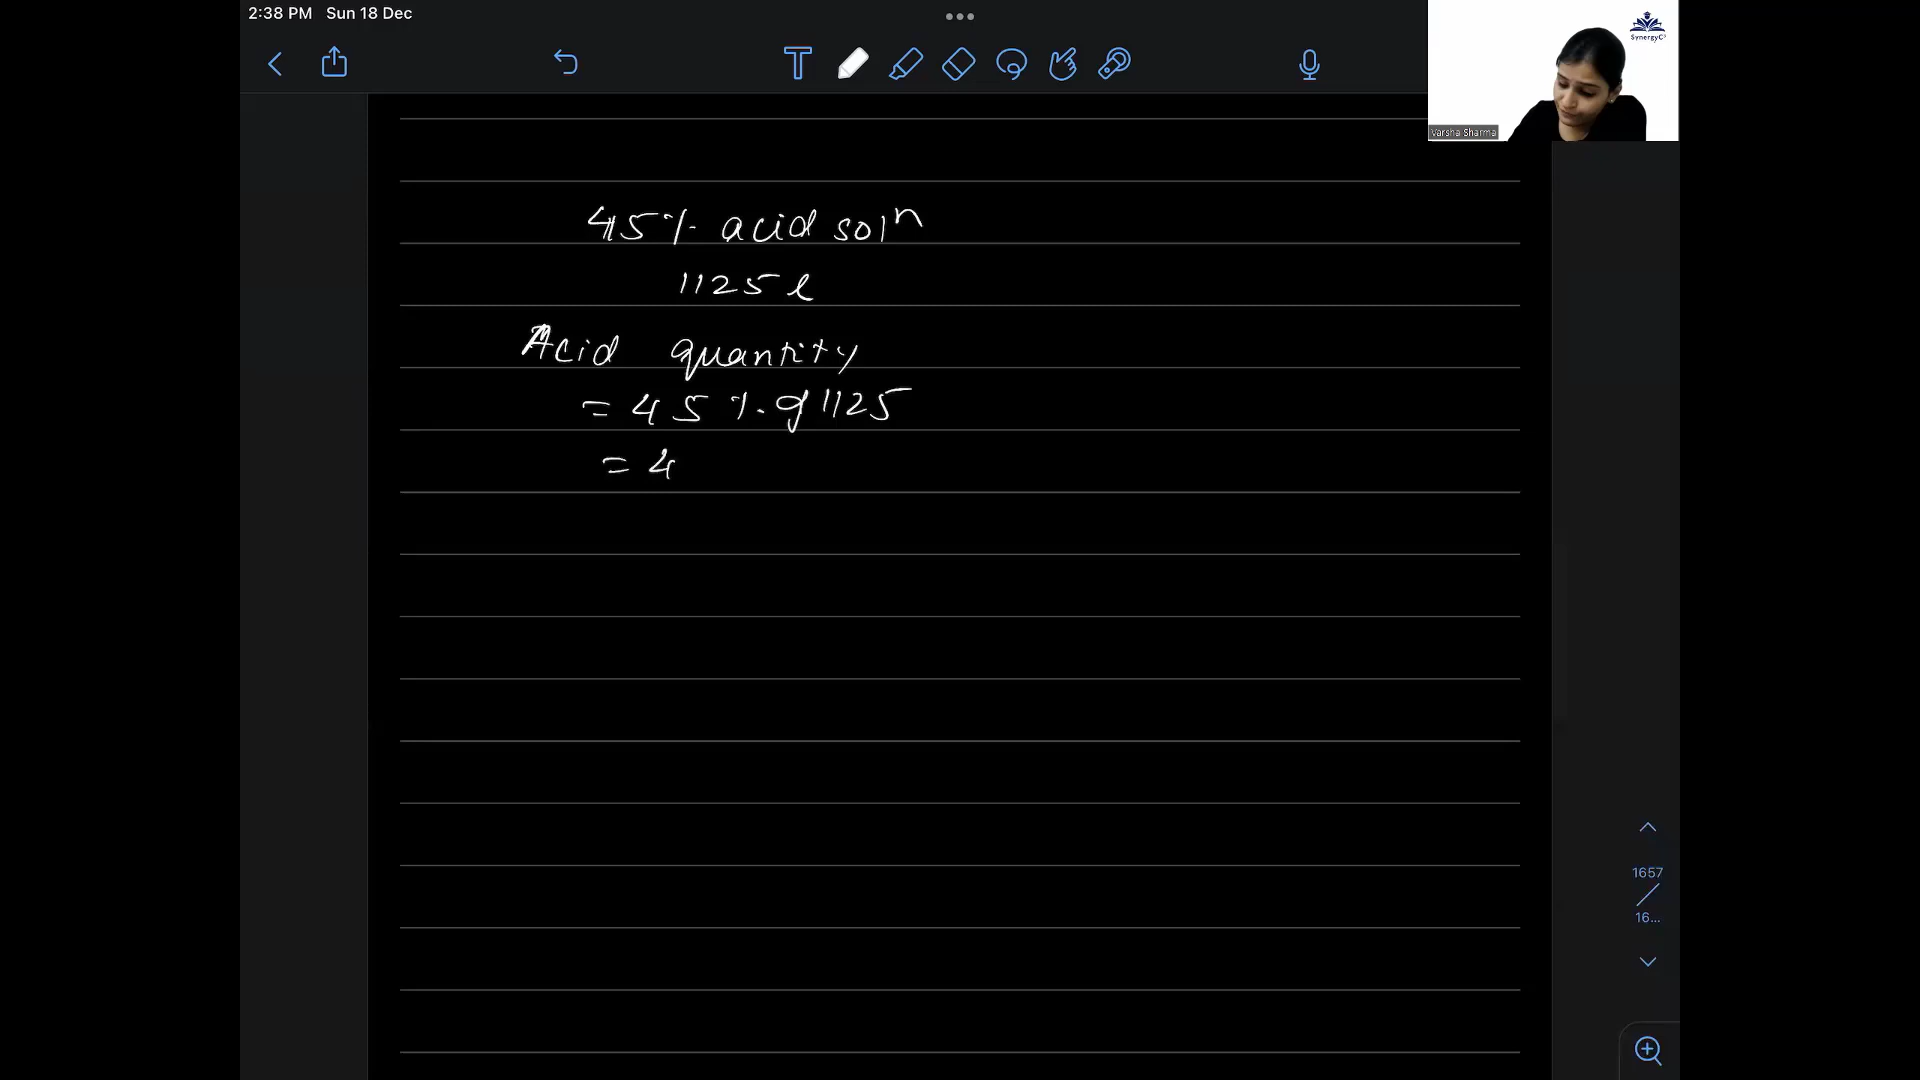 2:38 PM Sun 18 Dec
SynergyC²
Varsha Sharma
45% acid solⁿ
1125 l
Acid quantity
= 45% of 1125
= 4
1657
16...